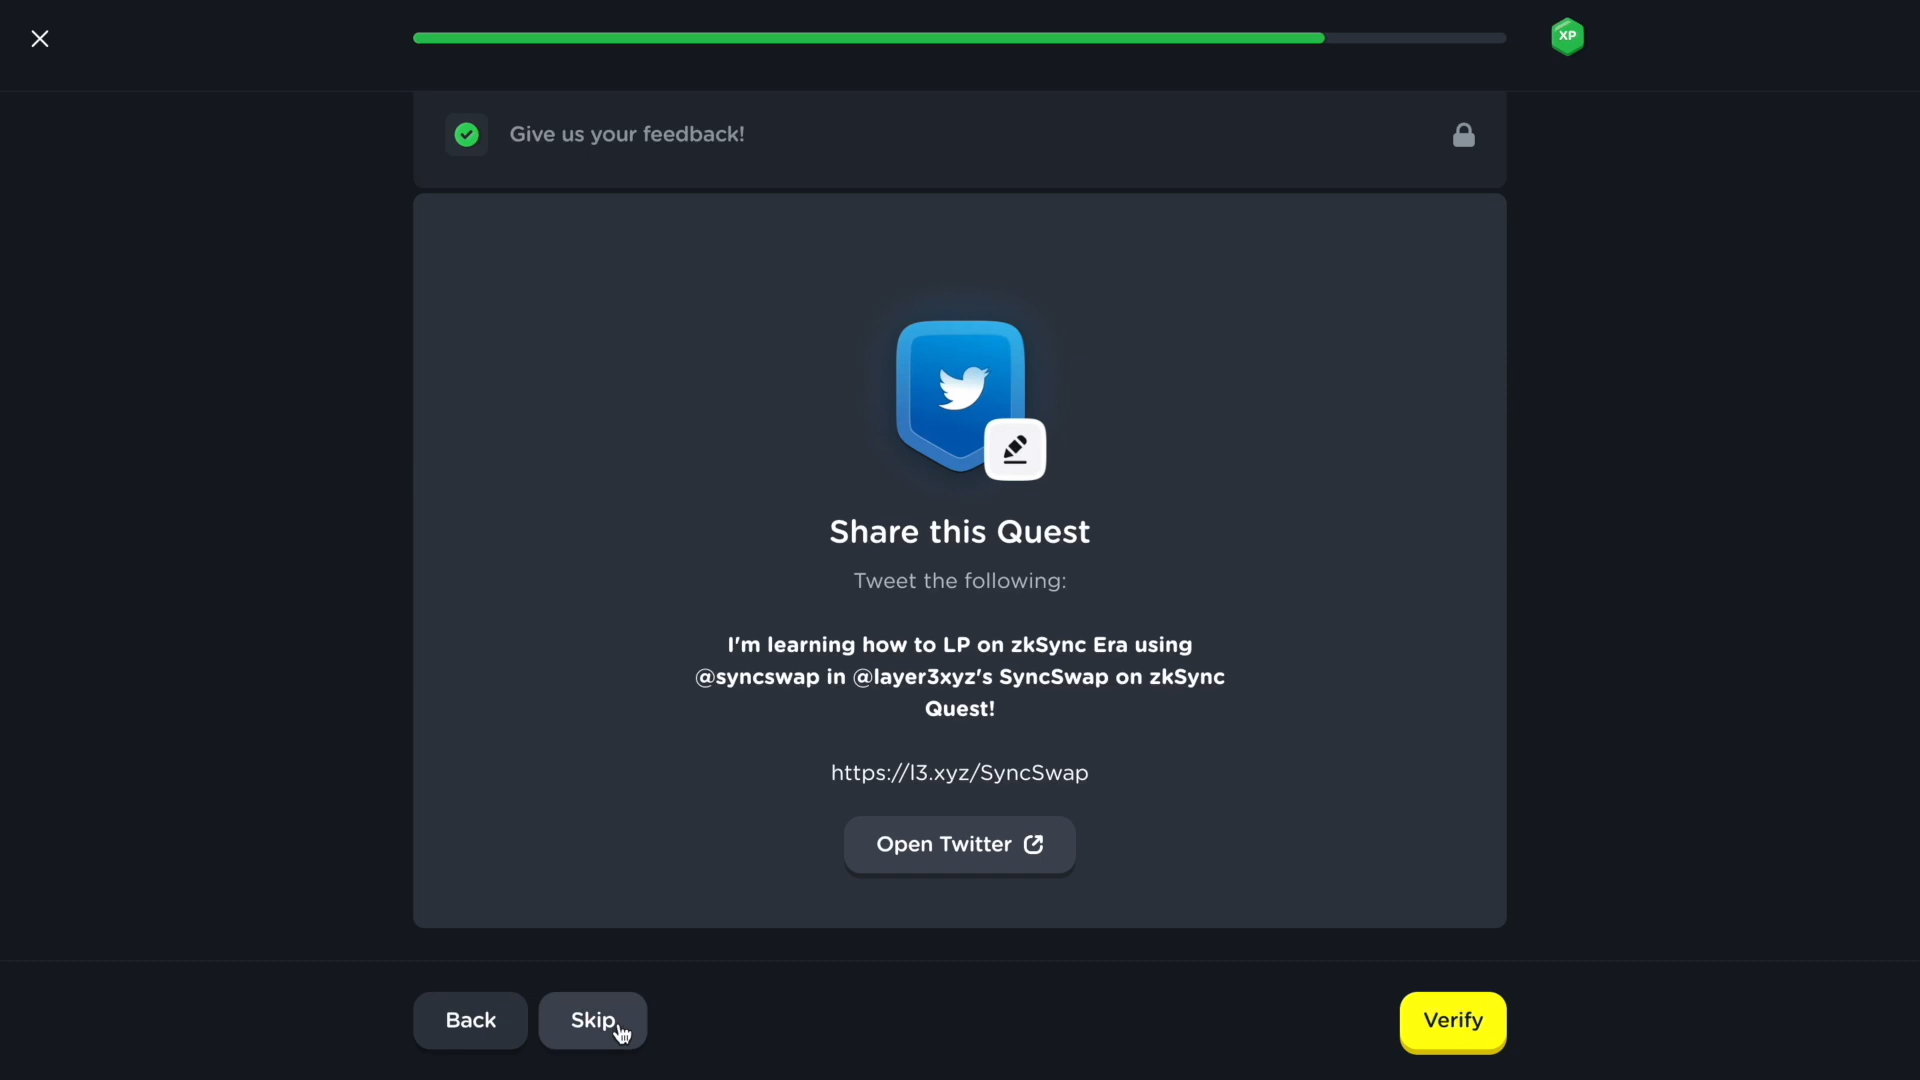 XP
Give us your feedback!
Share this Quest
Tweet the following:
I'm learning how to LP on zkSync Era using
@syncswap in @layer3xyz's SyncSwap on zkSync
Quest!
https://l3.xyz/SyncSwap
Open Twitter
Back
Skip
Verify